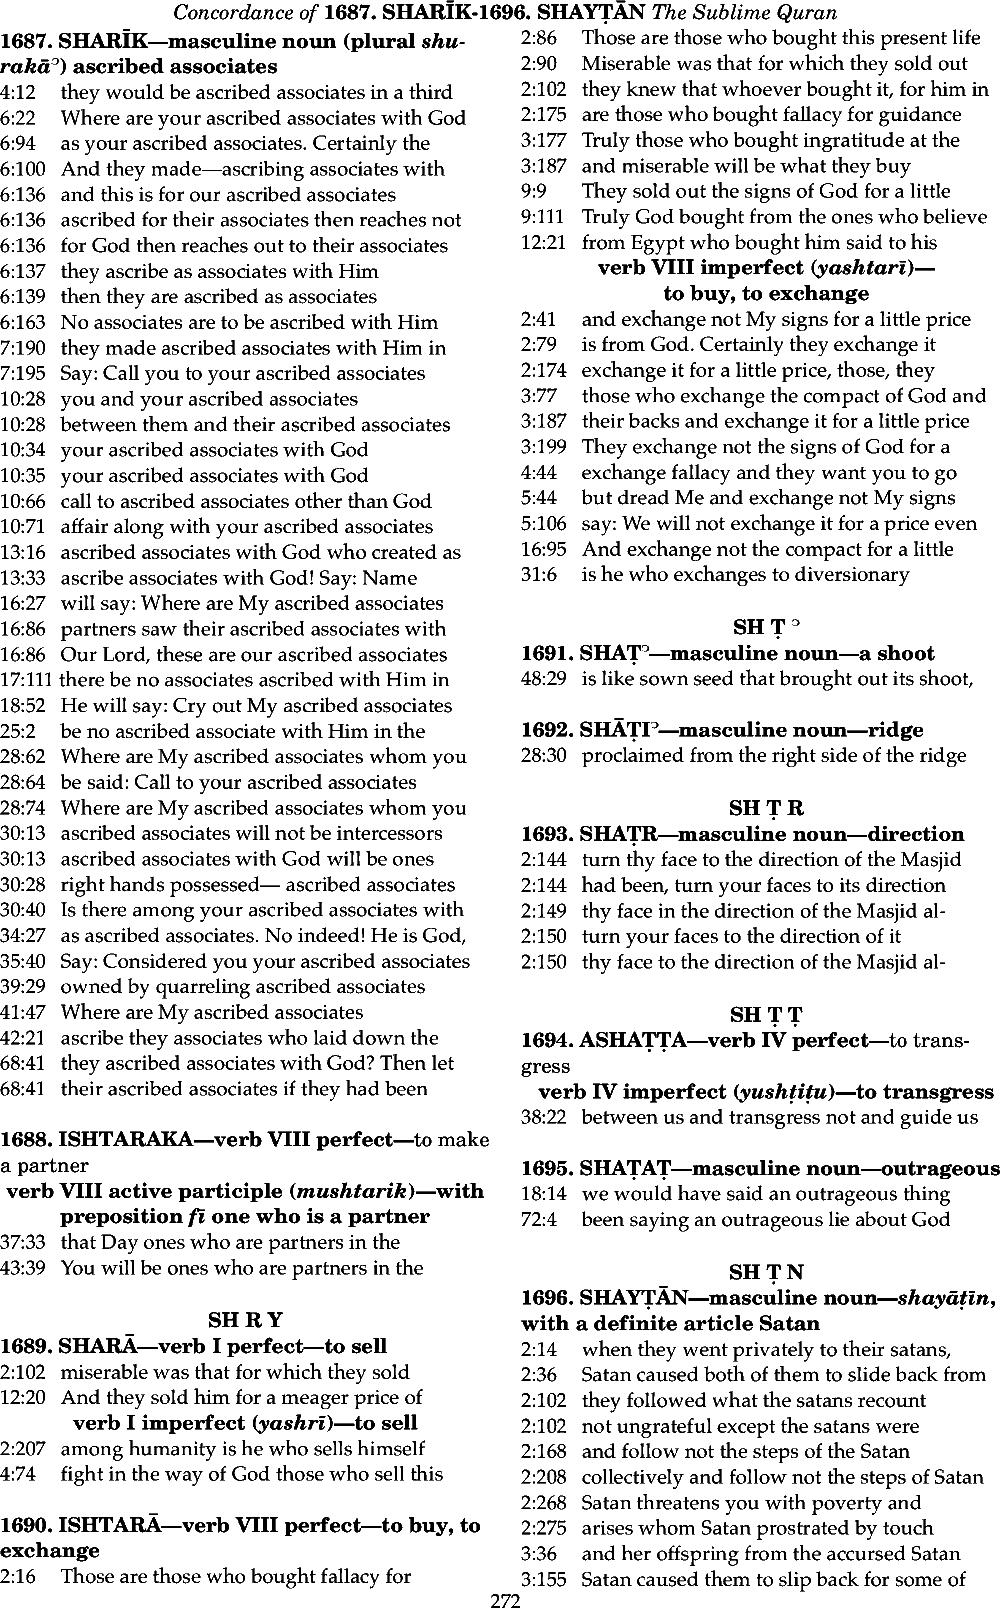 Concordance of 1687. SHARĪK-1696. SHAYṬĀN The Sublime Quran
1687. SHARĪK—masculine noun (plural shu-
rakāᵓ) ascribed associates
4:12 they would be ascribed associates in a third
6:22 Where are your ascribed associates with God
6:94 as your ascribed associates. Certainly the
6:100 And they made—ascribing associates with
6:136 and this is for our ascribed associates
6:136 ascribed for their associates then reaches not
6:136 for God then reaches out to their associates
6:137 they ascribe as associates with Him
6:139 then they are ascribed as associates
6:163 No associates are to be ascribed with Him
7:190 they made ascribed associates with Him in
7:195 Say: Call you to your ascribed associates
10:28 you and your ascribed associates
10:28 between them and their ascribed associates
10:34 your ascribed associates with God
10:35 your ascribed associates with God
10:66 call to ascribed associates other than God
10:71 affair along with your ascribed associates
13:16 ascribed associates with God who created as
13:33 ascribe associates with God! Say: Name
16:27 will say: Where are My ascribed associates
16:86 partners saw their ascribed associates with
16:86 Our Lord, these are our ascribed associates
17:111 there be no associates ascribed with Him in
18:52 He will say: Cry out My ascribed associates
25:2 be no ascribed associate with Him in the
28:62 Where are My ascribed associates whom you
28:64 be said: Call to your ascribed associates
28:74 Where are My ascribed associates whom you
30:13 ascribed associates will not be intercessors
30:13 ascribed associates with God will be ones
30:28 right hands possessed— ascribed associates
30:40 Is there among your ascribed associates with
34:27 as ascribed associates. No indeed! He is God,
35:40 Say: Considered you your ascribed associates
39:29 owned by quarreling ascribed associates
41:47 Where are My ascribed associates
42:21 ascribe they associates who laid down the
68:41 they ascribed associates with God? Then let
68:41 their ascribed associates if they had been
1688. ISHTARAKA—verb VIII perfect—to make
a partner
verb VIII active participle (mushtarik)—with
preposition fī one who is a partner
37:33 that Day ones who are partners in the
43:39 You will be ones who are partners in the
SH R Y
1689. SHARĀ—verb I perfect—to sell
2:102 miserable was that for which they sold
12:20 And they sold him for a meager price of
verb I imperfect (yashrī)—to sell
2:207 among humanity is he who sells himself
4:74 fight in the way of God those who sell this
1690. ISHTARĀ—verb VIII perfect—to buy, to
exchange
2:16 Those are those who bought fallacy for
2:86 Those are those who bought this present life
2:90 Miserable was that for which they sold out
2:102 they knew that whoever bought it, for him in
2:175 are those who bought fallacy for guidance
3:177 Truly those who bought ingratitude at the
3:187 and miserable will be what they buy
9:9 They sold out the signs of God for a little
9:111 Truly God bought from the ones who believe
12:21 from Egypt who bought him said to his
verb VIII imperfect (yashtarī)—
to buy, to exchange
2:41 and exchange not My signs for a little price
2:79 is from God. Certainly they exchange it
2:174 exchange it for a little price, those, they
3:77 those who exchange the compact of God and
3:187 their backs and exchange it for a little price
3:199 They exchange not the signs of God for a
4:44 exchange fallacy and they want you to go
5:44 but dread Me and exchange not My signs
5:106 say: We will not exchange it for a price even
16:95 And exchange not the compact for a little
31:6 is he who exchanges to diversionary
SH Ṭ ᵓ
1691. SHAṬᵓ—masculine noun—a shoot
48:29 is like sown seed that brought out its shoot,
1692. SHĀṬIᵓ—masculine noun—ridge
28:30 proclaimed from the right side of the ridge
SH Ṭ R
1693. SHAṬR—masculine noun—direction
2:144 turn thy face to the direction of the Masjid
2:144 had been, turn your faces to its direction
2:149 thy face in the direction of the Masjid al-
2:150 turn your faces to the direction of it
2:150 thy face to the direction of the Masjid al-
SH Ṭ Ṭ
1694. ASHAṬṬA—verb IV perfect—to trans-
gress
verb IV imperfect (yushṭiṭu)—to transgress
38:22 between us and transgress not and guide us
1695. SHAṬAṬ—masculine noun—outrageous
18:14 we would have said an outrageous thing
72:4 been saying an outrageous lie about God
SH Ṭ N
1696. SHAYṬĀN—masculine noun—shayāṭīn,
with a definite article Satan
2:14 when they went privately to their satans,
2:36 Satan caused both of them to slide back from
2:102 they followed what the satans recount
2:102 not ungrateful except the satans were
2:168 and follow not the steps of the Satan
2:208 collectively and follow not the steps of Satan
2:268 Satan threatens you with poverty and
2:275 arises whom Satan prostrated by touch
3:36 and her offspring from the accursed Satan
3:155 Satan caused them to slip back for some of
272